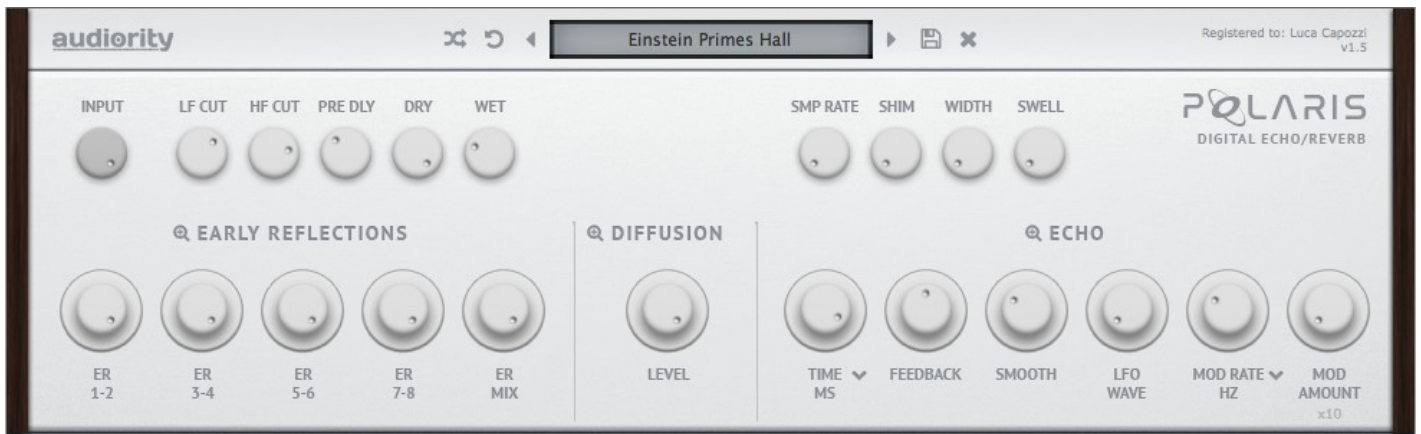 audiority
Einstein Primes Hall
Registered to: Luca Capozzi
v1.5
INPUT LF CUT HF CUT PRE DLY DRY WET SMP RATE SHIM WIDTH SWELL
POLARIS
DIGITAL ECHO/REVERB
EARLY REFLECTIONS DIFFUSION ECHO
ER ER ER ER ER LEVEL TIME FEEDBACK SMOOTH LFO MOD RATE MOD
1-2 3-4 5-6 7-8 MIX MS WAVE HZ AMOUNT
x10